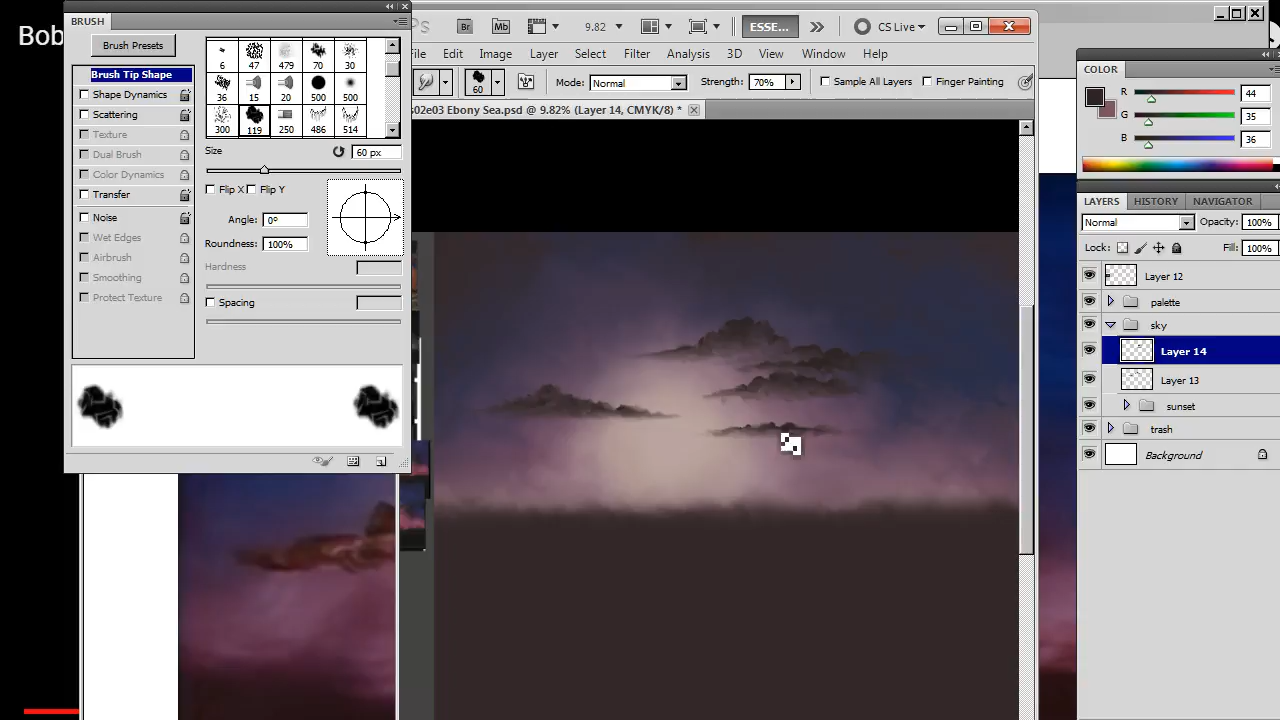 Bob
BRUSH
Brush Presets
Brush Tip Shape
Shape Dynamics
Scattering
Texture
Dual Brush
Color Dynamics
Transfer
Noise
Wet Edges
Airbrush
Smoothing
Protect Texture
6 47 479 70 30
36 15 20 500 500
300 119 250 486 514
Size 60 px
Flip X Flip Y
Angle: 0º
Roundness: 100%
Hardness
Spacing
PS Br Mb 9.82 ESSE... CS Live
File Edit Image Layer Select Filter Analysis 3D View Window Help
60 Mode: Normal Strength: 70% Sample All Layers Finger Painting
02e03 Ebony Sea.psd @ 9.82% (Layer 14, CMYK/8) *
COLOR
R 44
G 35
B 36
LAYERS HISTORY NAVIGATOR
Normal Opacity: 100%
Lock: Fill: 100%
Layer 12
palette
sky
Layer 14
Layer 13
sunset
trash
Background